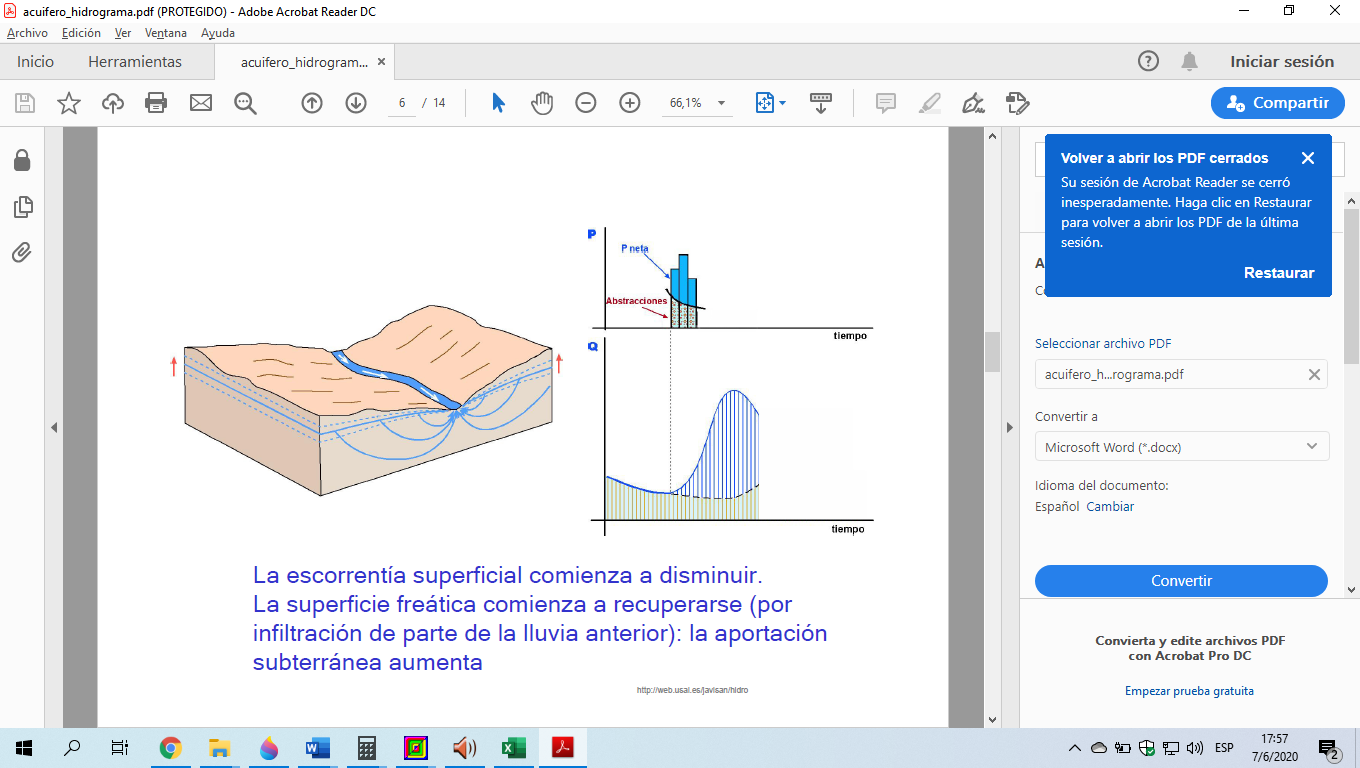 acuifero_hidrograma.pdf (PROTEGIDO) - Adobe Acrobat Reader DC
Archivo Edición Ver Ventana Ayuda
Inicio Herramientas acuifero_hidrogram... × Iniciar sesión
6 / 14 66,1% Compartir
Volver a abrir los PDF cerrados
Su sesión de Acrobat Reader se cerró
inesperadamente. Haga clic en Restaurar
para volver a abrir los PDF de la última
sesión.
Restaurar
P
P neta
Abstracciones
tiempo
Q
tiempo
La escorrentía superficial comienza a disminuir.
La superficie freática comienza a recuperarse (por
infiltración de parte de la lluvia anterior): la aportación
subterránea aumenta
http://web.usal.es/javisan/hidro
Seleccionar archivo PDF
acuifero_h...rograma.pdf
Convertir a
Microsoft Word (*.docx)
Idioma del documento:
Español Cambiar
Convertir
Convierta y edite archivos PDF
con Acrobat Pro DC
Empezar prueba gratuita
ESP
17:57
7/6/2020
2